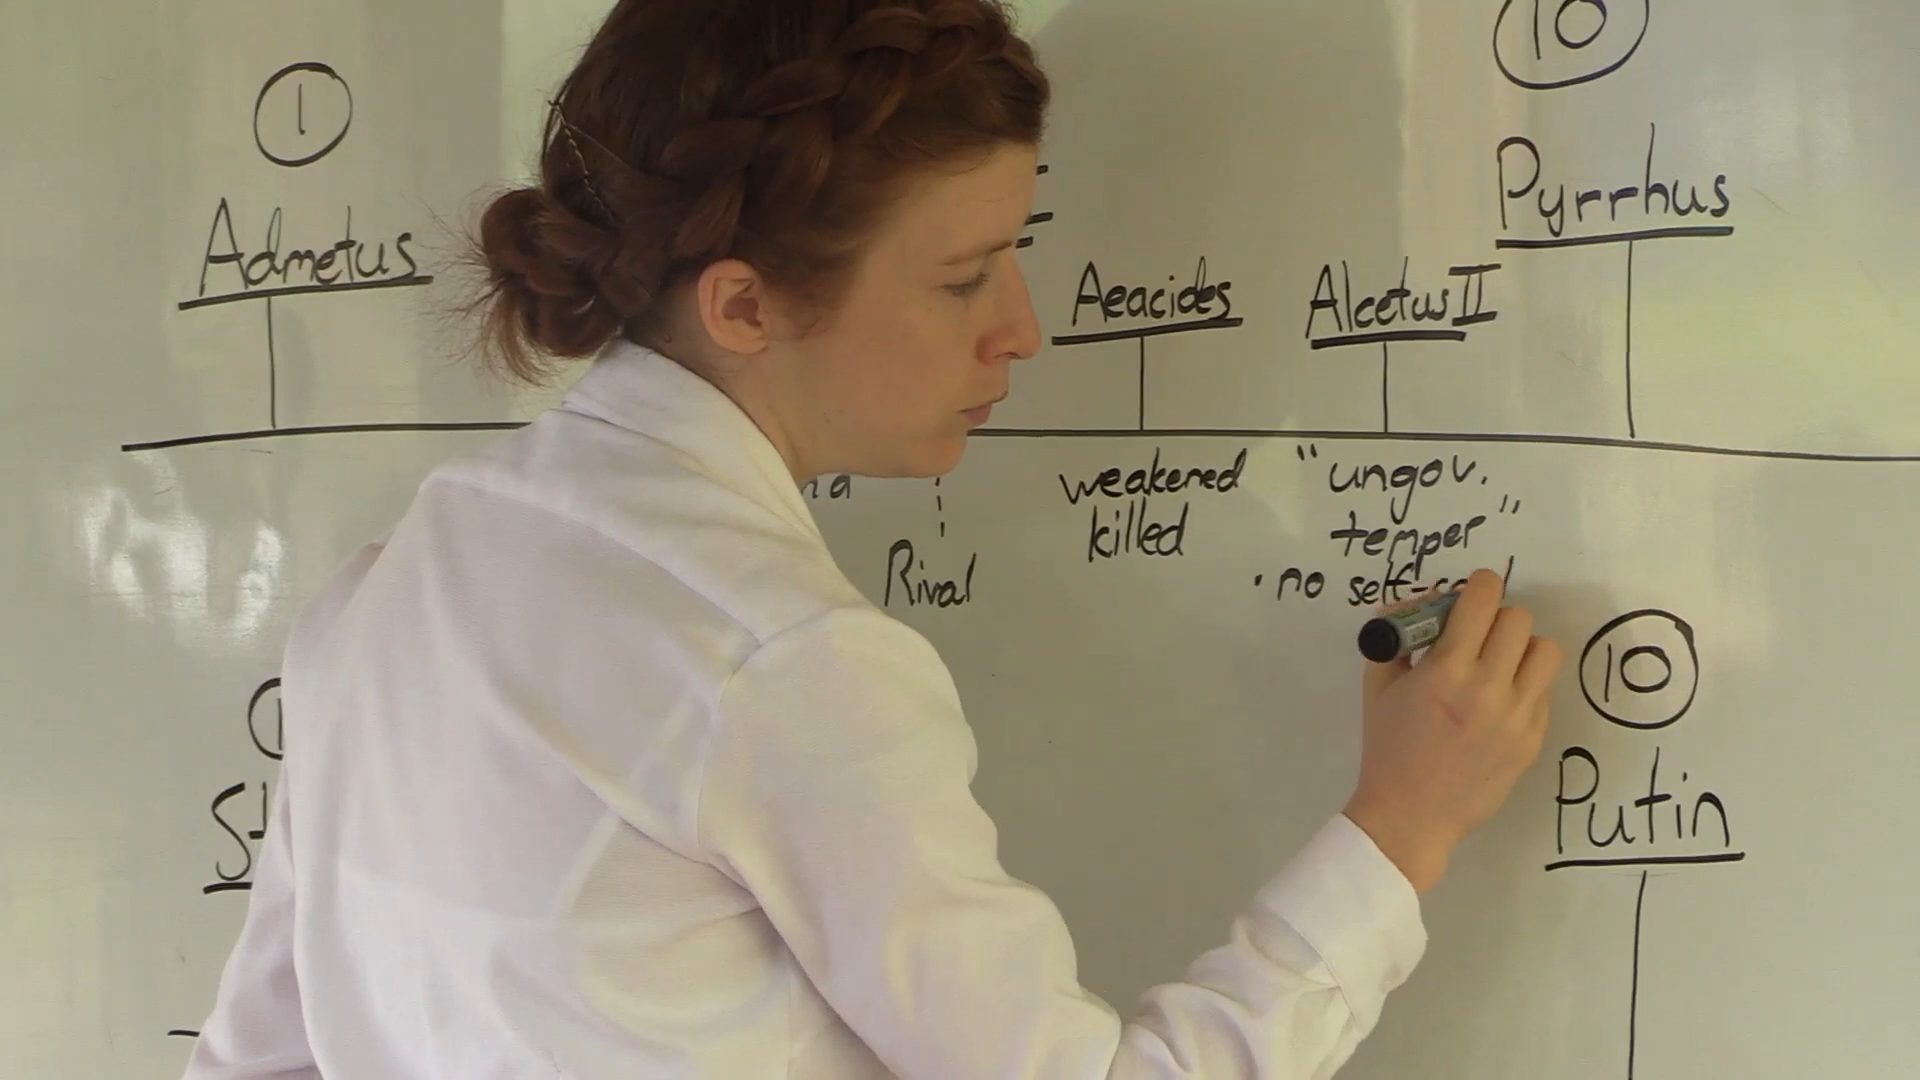 1
10
Admetus
Pyrrhus
Aeacides
Alcetus II
weakened
killed
"ungov.
temper"
Rival
· no self-
10
Putin